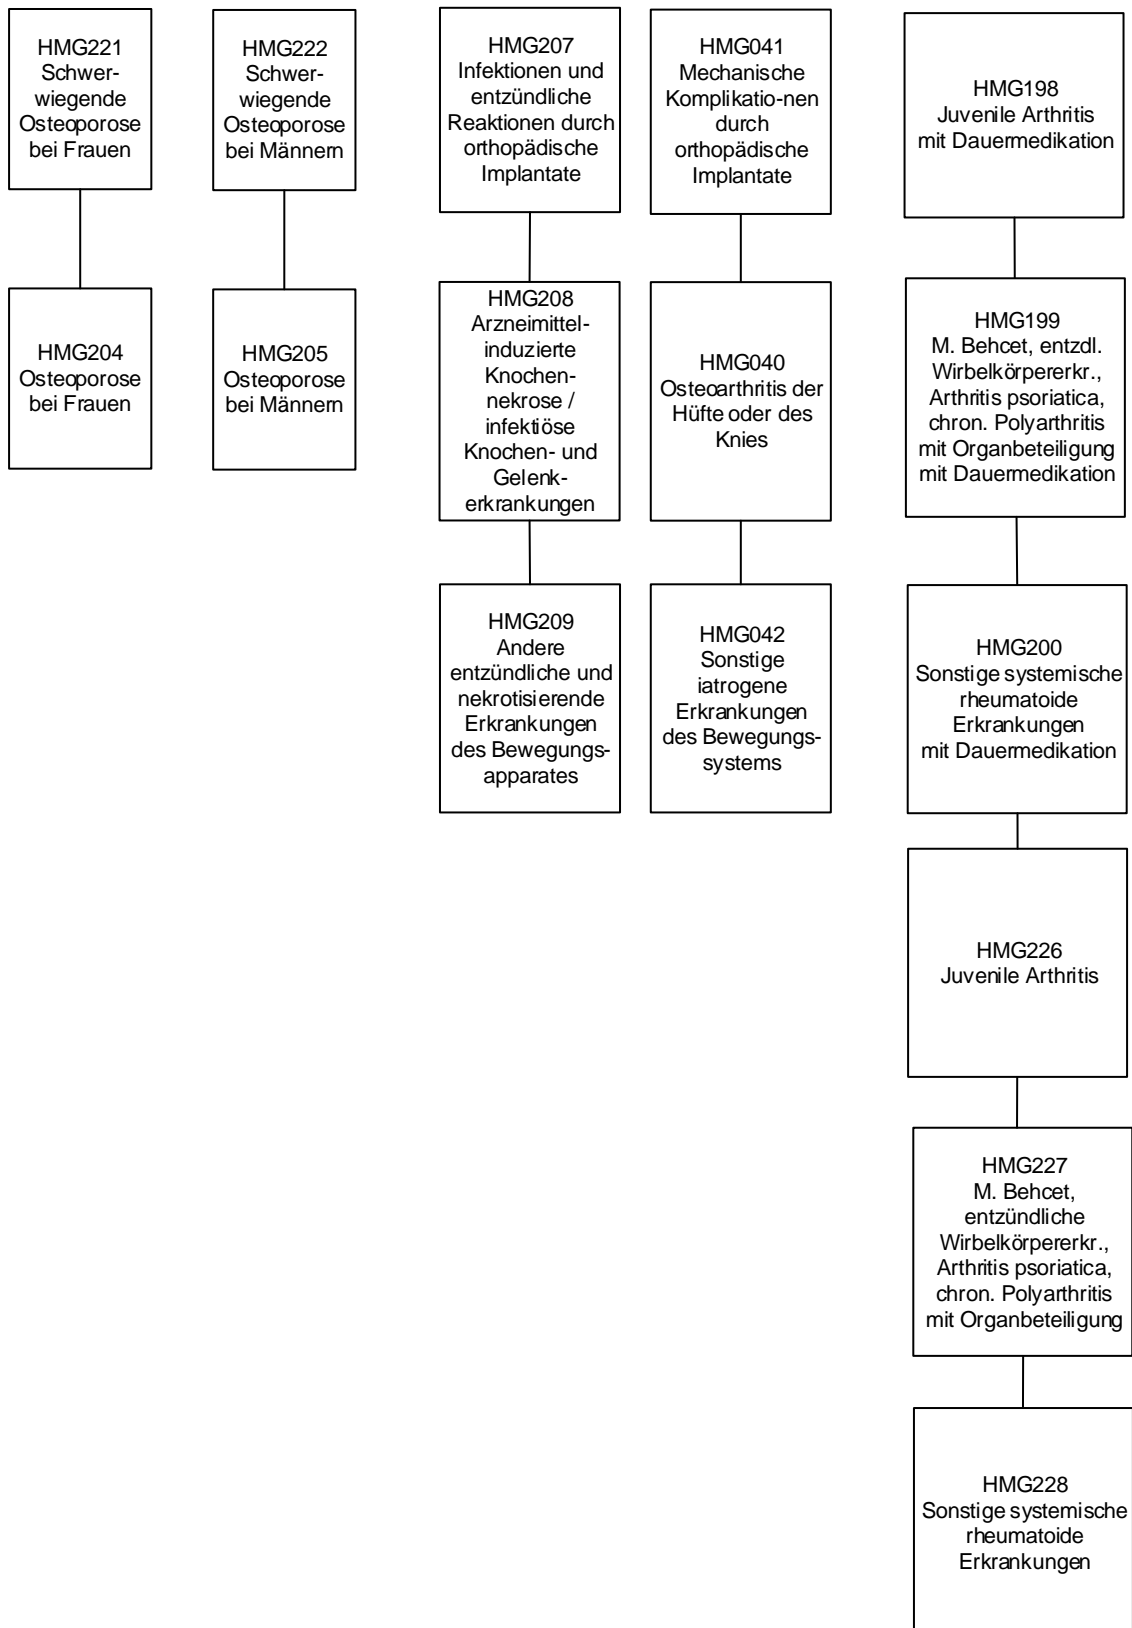 HMG221
Schwer-
wiegende
Osteoporose
bei Frauen
HMG204
Osteoporose
bei Frauen
HMG222
Schwer-
wiegende
Osteoporose
bei Männern
HMG205
Osteoporose
bei Männern
HMG207
Infektionen und
entzündliche
Reaktionen durch
orthopädische
Implantate
HMG208
Arzneimittel-
induzierte
Knochen-
nekrose /
infektiöse
Knochen- und
Gelenk-
erkrankungen
HMG209
Andere
entzündliche und
nekrotisierende
Erkrankungen
des Bewegungs-
apparates
HMG041
Mechanische
Komplikatio-nen
durch
orthopädische
Implantate
HMG040
Osteoarthritis der
Hüfte oder des
Knies
HMG042
Sonstige
iatrogene
Erkrankungen
des Bewegungs-
systems
HMG198
Juvenile Arthritis
mit Dauermedikation
HMG199
M. Behcet, entzdl.
Wirbelkörpererkr.,
Arthritis psoriatica,
chron. Polyarthritis
mit Organbeteiligung
mit Dauermedikation
HMG200
Sonstige systemische
rheumatoide
Erkrankungen
mit Dauermedikation
HMG226
Juvenile Arthritis
HMG227
M. Behcet,
entzündliche
Wirbelkörpererkr.,
Arthritis psoriatica,
chron. Polyarthritis
mit Organbeteiligung
HMG228
Sonstige systemische
rheumatoide
Erkrankungen